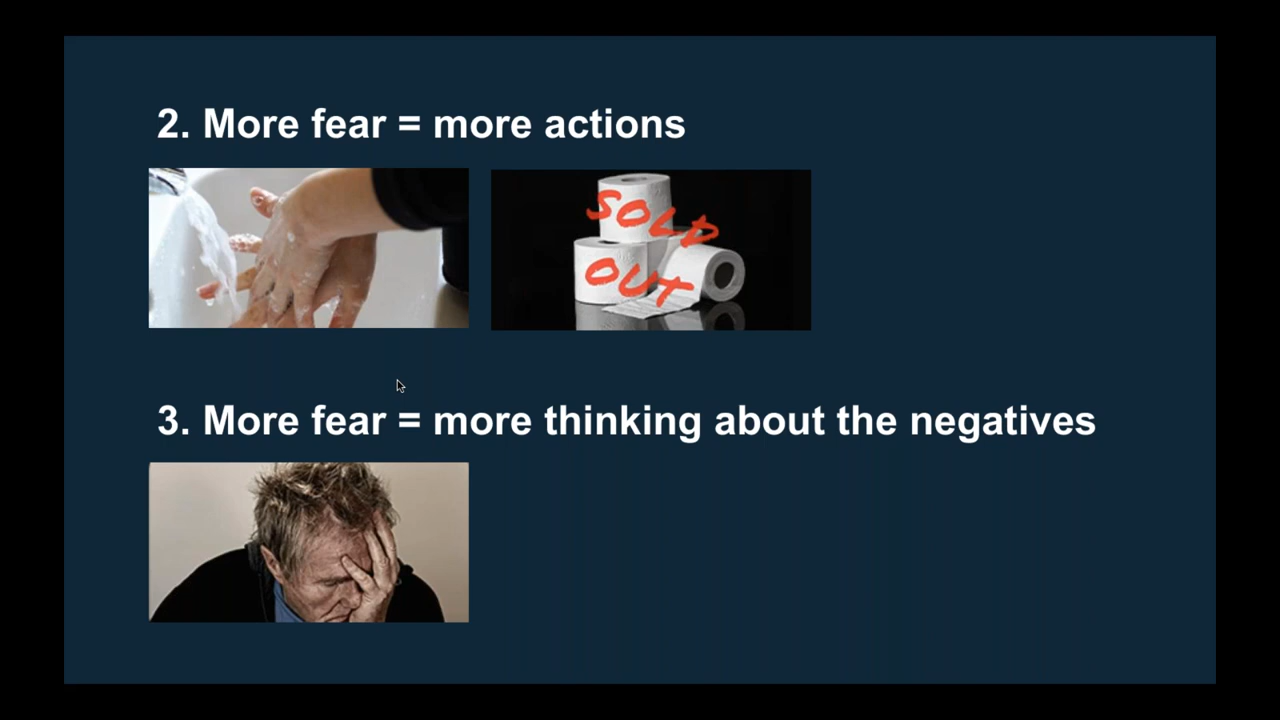 2. More fear = more actions
SOLD
OUT
3. More fear = more thinking about the negatives